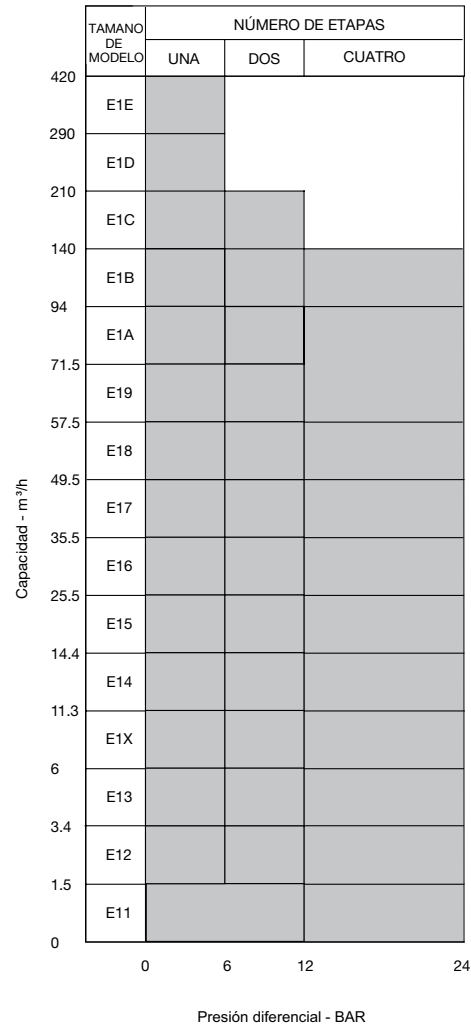 TAMANO
DE
MODELO
NÚMERO DE ETAPAS
UNA DOS CUATRO
420
E1E
290
E1D
210
E1C
140
E1B
94
E1A
71.5
E19
57.5
E18
49.5
E17
35.5
E16
25.5
E15
14.4
E14
11.3
E1X
6
E13
3.4
E12
1.5
E11
0
Capacidad - m³/h
0 6 12 24
Presión diferencial - BAR